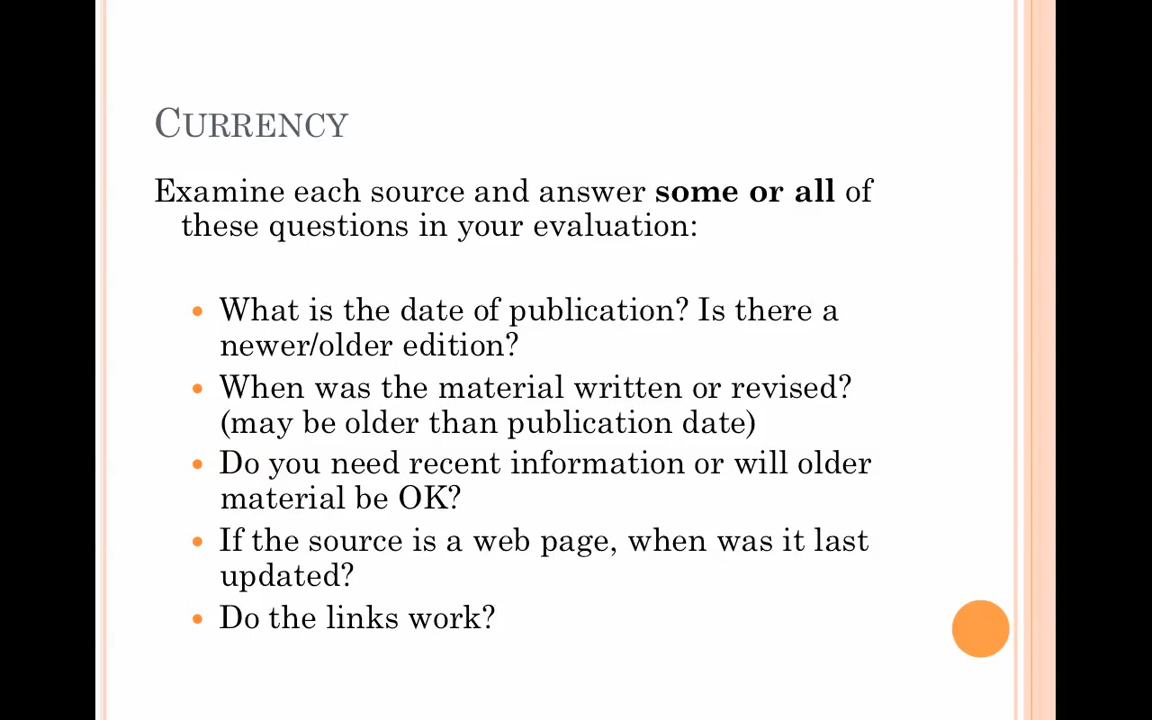 CURRENCY
Examine each source and answer some or all of
these questions in your evaluation:
• What is the date of publication? Is there a
newer/older edition?
• When was the material written or revised?
(may be older than publication date)
• Do you need recent information or will older
material be OK?
• If the source is a web page, when was it last
updated?
• Do the links work?